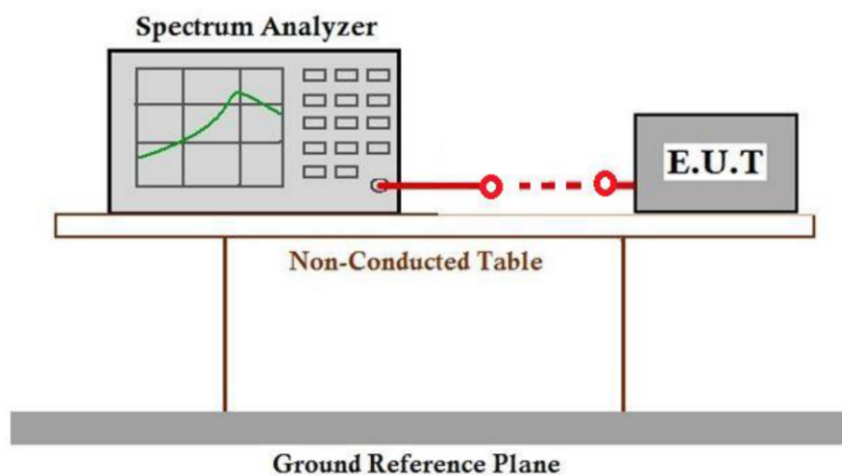 Spectrum Analyzer
E.U.T
Non-Conducted Table
Ground Reference Plane